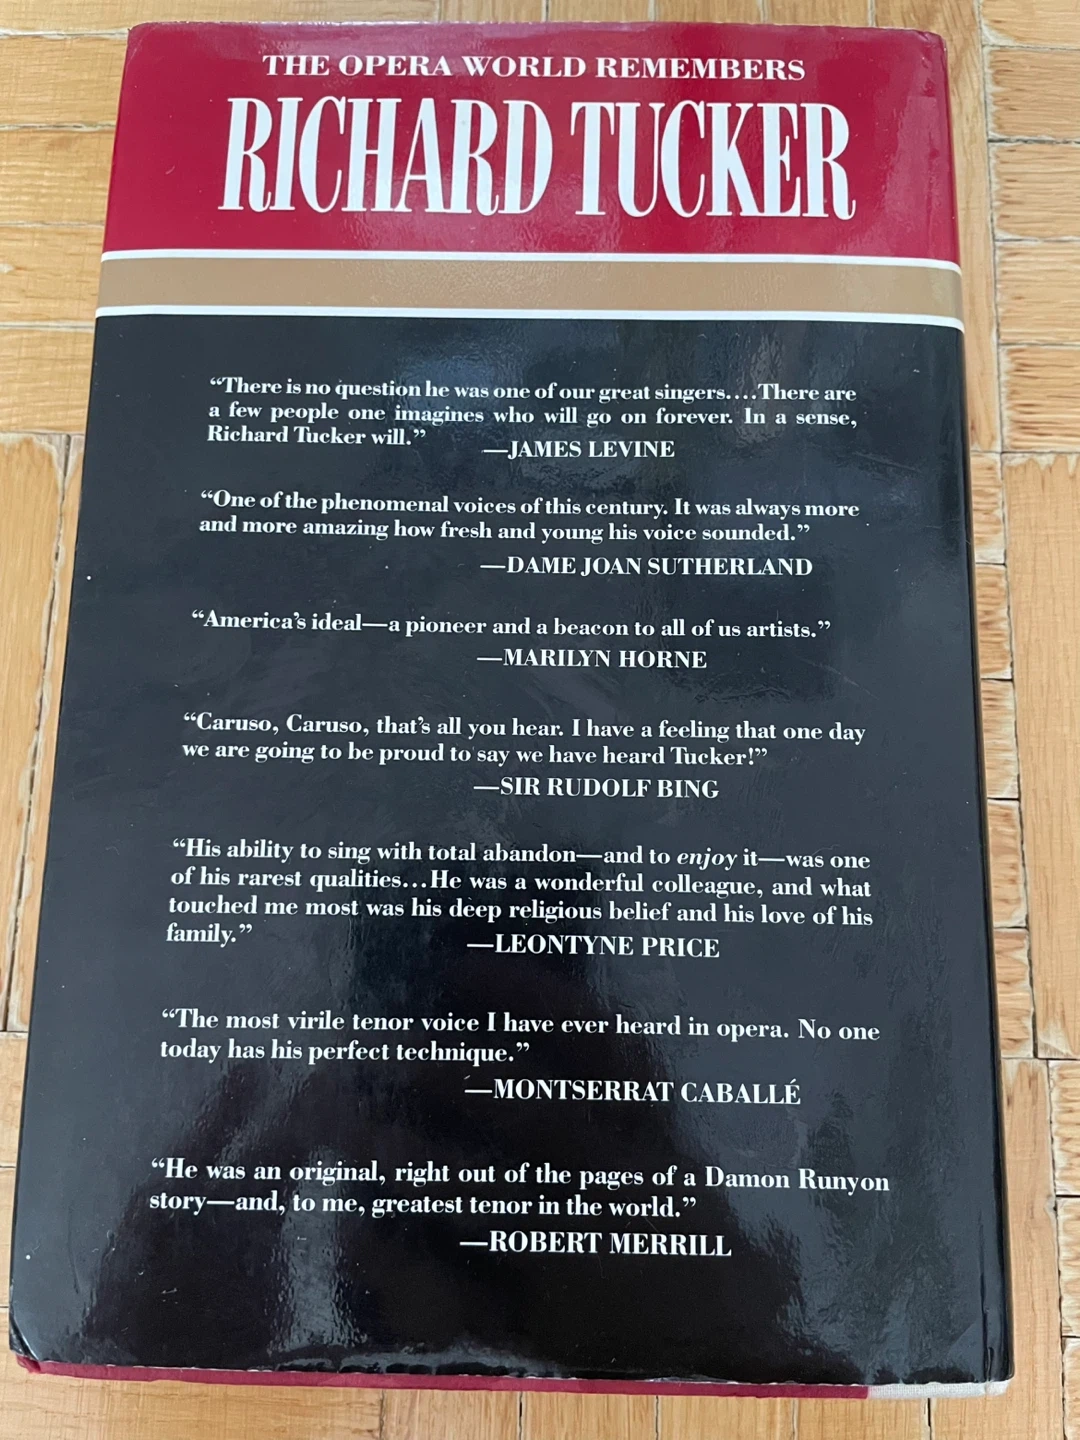 THE OPERA WORLD REMEMBERS
RICHARD TUCKER
“There is no question he was one of our great singers....There are
a few people one imagines who will go on forever. In a sense,
Richard Tucker will.”
—JAMES LEVINE
“One of the phenomenal voices of this century. It was always more
and more amazing how fresh and young his voice sounded.”
—DAME JOAN SUTHERLAND
“America’s ideal—a pioneer and a beacon to all of us artists.”
—MARILYN HORNE
“Caruso, Caruso, that’s all you hear. I have a feeling that one day
we are going to be proud to say we have heard Tucker!”
—SIR RUDOLF BING
“His ability to sing with total abandon—and to enjoy it—was one
of his rarest qualities...He was a wonderful colleague, and what
touched me most was his deep religious belief and his love of his
family.”
—LEONTYNE PRICE
“The most virile tenor voice I have ever heard in opera. No one
today has his perfect technique.”
—MONTSERRAT CABALLÉ
“He was an original, right out of the pages of a Damon Runyon
story—and, to me, greatest tenor in the world.”
—ROBERT MERRILL